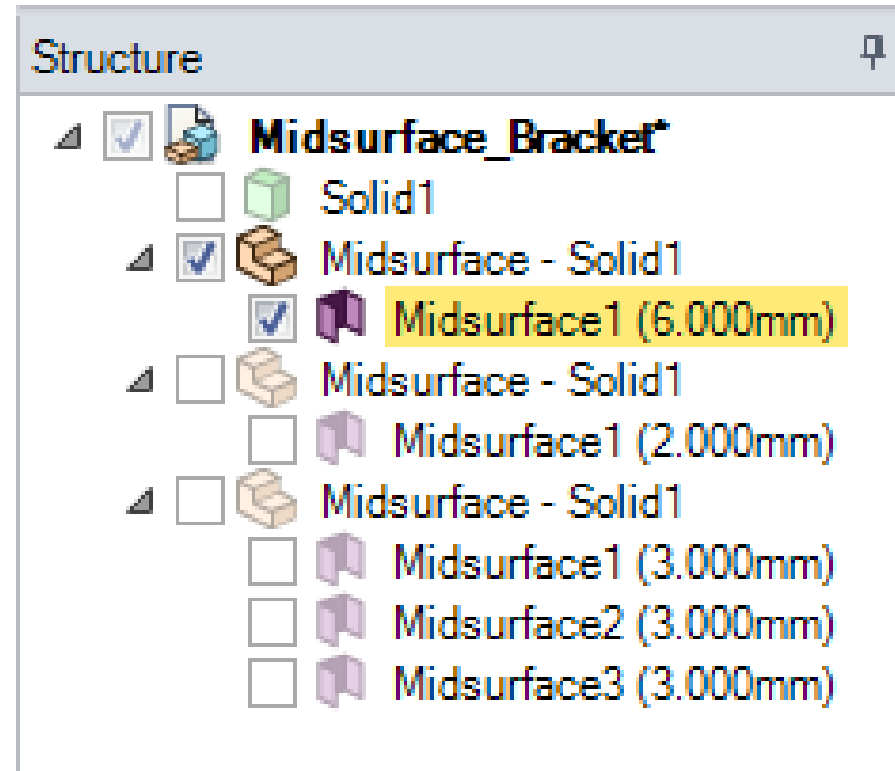 Structure
Midsurface_Bracket*
Solid1
Midsurface - Solid1
Midsurface1 (6.000mm)
Midsurface - Solid1
Midsurface1 (2.000mm)
Midsurface - Solid1
Midsurface1 (3.000mm)
Midsurface2 (3.000mm)
Midsurface3 (3.000mm)